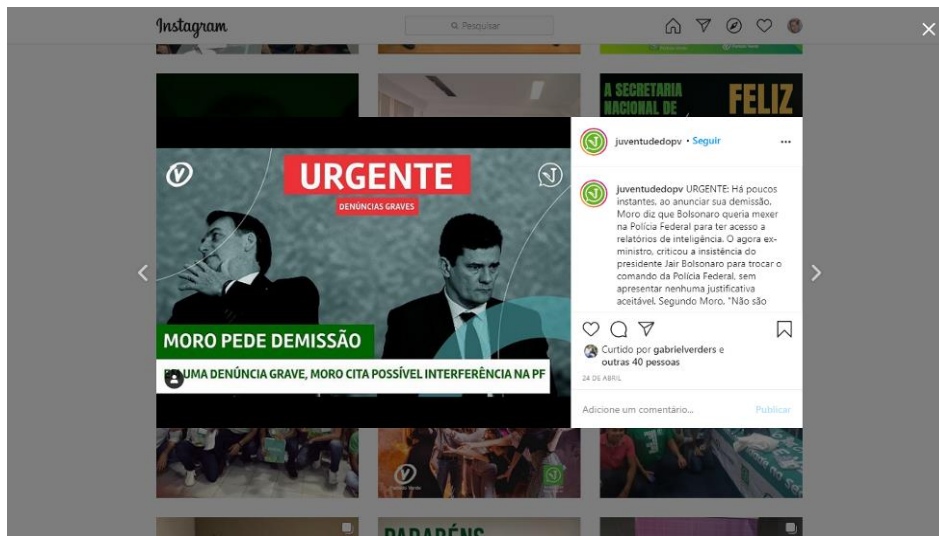 Instagram
Pesquisar
A SECRETARIA
NACIONAL DE
FELIZ
URGENTE
DENÚNCIAS GRAVES
MORO PEDE DEMISSÃO
UMA DENÚNCIA GRAVE, MORO CITA POSSÍVEL INTERFERÊNCIA NA PF
juventudedopv • Seguir
juventudedopv URGENTE: Há poucos
instantes, ao anunciar sua demissão,
Moro diz que Bolsonaro queria mexer
na Polícia Federal para ter acesso a
relatórios de inteligência. O agora ex-
ministro, criticou a insistência do
presidente Jair Bolsonaro para trocar o
comando da Polícia Federal, sem
apresentar nenhuma justificativa
aceitável. Segundo Moro, "Não são
Curtido por gabrielverders e
outras 40 pessoas
24 DE ABRIL
Adicione um comentário...
Publicar
PARABÉNS